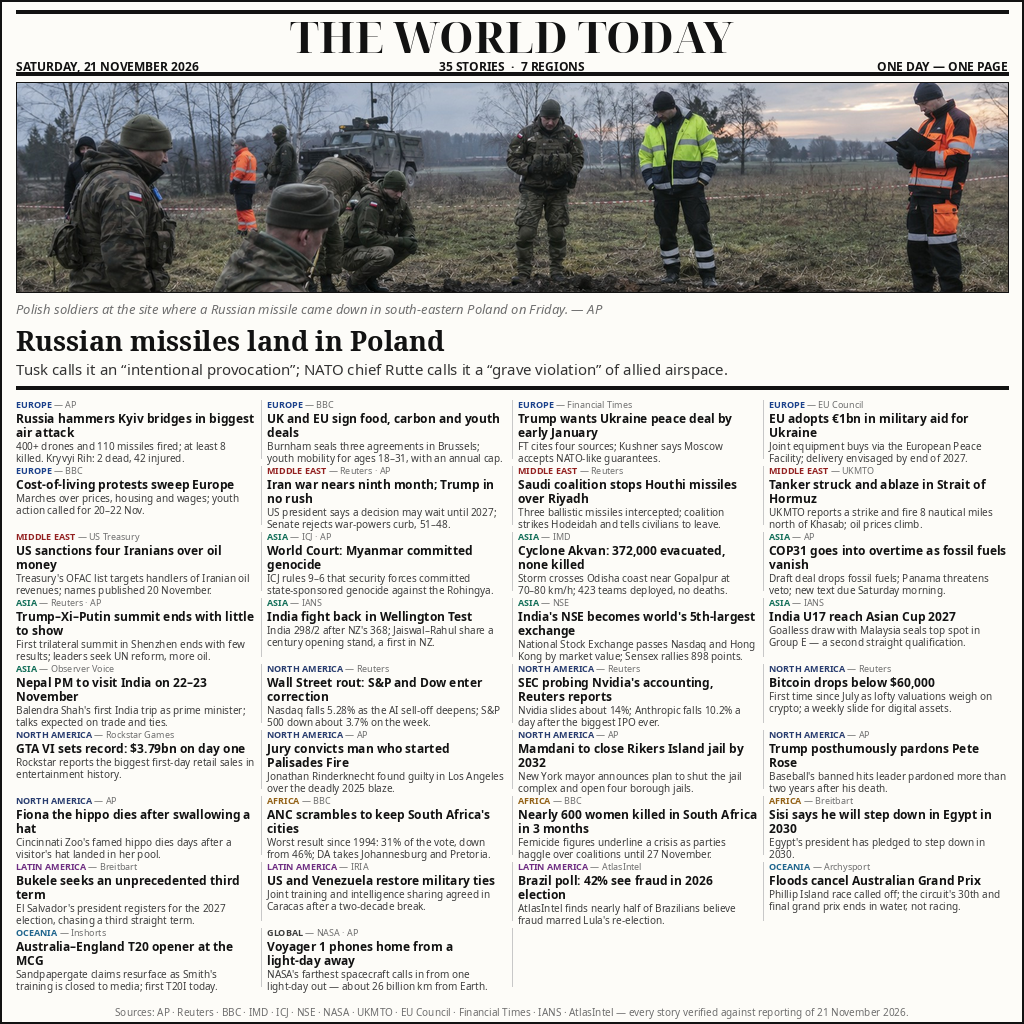 THE WORLD TODAY
SATURDAY, 21 NOVEMBER 2026
35 STORIES · 7 REGIONS
ONE DAY — ONE PAGE
Polish soldiers at the site where a Russian missile came down in south-eastern Poland on Friday. — AP
Russian missiles land in Poland
Tusk calls it an “intentional provocation”; NATO chief Rutte calls it a “grave violation” of allied airspace.
EUROPE — AP
Russia hammers Kyiv bridges in biggest
air attack
400+ drones and 110 missiles fired; at least 8
killed. Kryvyi Rih: 2 dead, 42 injured.
EUROPE — BBC
UK and EU sign food, carbon and youth
deals
Burnham seals three agreements in Brussels;
youth mobility for ages 18–31, with an annual cap.
EUROPE — Financial Times
Trump wants Ukraine peace deal by
early January
FT cites four sources; Kushner says Moscow
accepts NATO-like guarantees.
EUROPE — EU Council
EU adopts €1bn in military aid for
Ukraine
Joint equipment buys via the European Peace
Facility; delivery envisaged by end of 2027.
EUROPE — BBC
Cost-of-living protests sweep Europe
Marches over prices, housing and wages; youth
action called for 20–22 Nov.
MIDDLE EAST — Reuters · AP
Iran war nears ninth month; Trump in
no rush
US president says a decision may wait until 2027;
Senate rejects war-powers curb, 51–48.
MIDDLE EAST — Reuters
Saudi coalition stops Houthi missiles
over Riyadh
Three ballistic missiles intercepted; coalition
strikes Hodeidah and tells civilians to leave.
MIDDLE EAST — UKMTO
Tanker struck and ablaze in Strait of
Hormuz
UKMTO reports a strike and fire 8 nautical miles
north of Khasab; oil prices climb.
MIDDLE EAST — US Treasury
US sanctions four Iranians over oil
money
Treasury's OFAC list targets handlers of Iranian oil
revenues; names published 20 November.
ASIA — ICJ · AP
World Court: Myanmar committed
genocide
ICJ rules 9–6 that security forces committed
state-sponsored genocide against the Rohingya.
ASIA — IMD
Cyclone Akvan: 372,000 evacuated,
none killed
Storm crosses Odisha coast near Gopalpur at
70–80 km/h; 423 teams deployed, no deaths.
ASIA — AP
COP31 goes into overtime as fossil fuels
vanish
Draft deal drops fossil fuels; Panama threatens
veto; new text due Saturday morning.
ASIA — Reuters · AP
Trump–Xi–Putin summit ends with little
to show
First trilateral summit in Shenzhen ends with few
results; leaders seek UN reform, more oil.
ASIA — IANS
India fight back in Wellington Test
India 298/2 after NZ's 368; Jaiswal–Rahul share a
century opening stand, a first in NZ.
ASIA — NSE
India's NSE becomes world's 5th-largest
exchange
National Stock Exchange passes Nasdaq and Hong
Kong by market value; Sensex rallies 898 points.
ASIA — IANS
India U17 reach Asian Cup 2027
Goalless draw with Malaysia seals top spot in
Group E — a second straight qualification.
ASIA — Observer Voice
Nepal PM to visit India on 22–23
November
Balendra Shah's first India trip as prime minister;
talks expected on trade and ties.
NORTH AMERICA — Reuters
Wall Street rout: S&P and Dow enter
correction
Nasdaq falls 5.28% as the AI sell-off deepens; S&P
500 down about 3.7% on the week.
NORTH AMERICA — Reuters
SEC probing Nvidia's accounting,
Reuters reports
Nvidia slides about 14%; Anthropic falls 10.2% a
day after the biggest IPO ever.
NORTH AMERICA — Reuters
Bitcoin drops below $60,000
First time since July as lofty valuations weigh on
crypto; a weekly slide for digital assets.
NORTH AMERICA — Rockstar Games
GTA VI sets record: $3.79bn on day one
Rockstar reports the biggest first-day retail sales in
entertainment history.
NORTH AMERICA — AP
Jury convicts man who started
Palisades Fire
Jonathan Rinderknecht found guilty in Los Angeles
over the deadly 2025 blaze.
NORTH AMERICA — AP
Mamdani to close Rikers Island jail by
2032
New York mayor announces plan to shut the jail
complex and open four borough jails.
NORTH AMERICA — AP
Trump posthumously pardons Pete
Rose
Baseball's banned hits leader pardoned more than
two years after his death.
NORTH AMERICA — AP
Fiona the hippo dies after swallowing a
hat
Cincinnati Zoo's famed hippo dies days after a
visitor's hat landed in her pool.
AFRICA — BBC
ANC scrambles to keep South Africa's
cities
Worst result since 1994: 31% of the vote, down
from 46%; DA takes Johannesburg and Pretoria.
AFRICA — BBC
Nearly 600 women killed in South Africa
in 3 months
Femicide figures underline a crisis as parties
haggle over coalitions until 27 November.
AFRICA — Breitbart
Sisi says he will step down in Egypt in
2030
Egypt's president has pledged to step down in
2030.
LATIN AMERICA — Breitbart
Bukele seeks an unprecedented third
term
El Salvador's president registers for the 2027
election, chasing a third straight term.
LATIN AMERICA — IRIA
US and Venezuela restore military ties
Joint training and intelligence sharing agreed in
Caracas after a two-decade break.
LATIN AMERICA — AtlasIntel
Brazil poll: 42% see fraud in 2026
election
AtlasIntel finds nearly half of Brazilians believe
fraud marred Lula's re-election.
OCEANIA — Archysport
Floods cancel Australian Grand Prix
Phillip Island race called off; the circuit's 30th and
final grand prix ends in water, not racing.
OCEANIA — Inshorts
Australia–England T20 opener at the
MCG
Sandpapergate claims resurface as Smith's
training is closed to media; first T20I today.
GLOBAL — NASA · AP
Voyager 1 phones home from a
light-day away
NASA's farthest spacecraft calls in from one
light-day out — about 26 billion km from Earth.
Sources: AP · Reuters · BBC · IMD · ICJ · NSE · NASA · UKMTO · EU Council · Financial Times · IANS · AtlasIntel — every story verified against reporting of 21 November 2026.